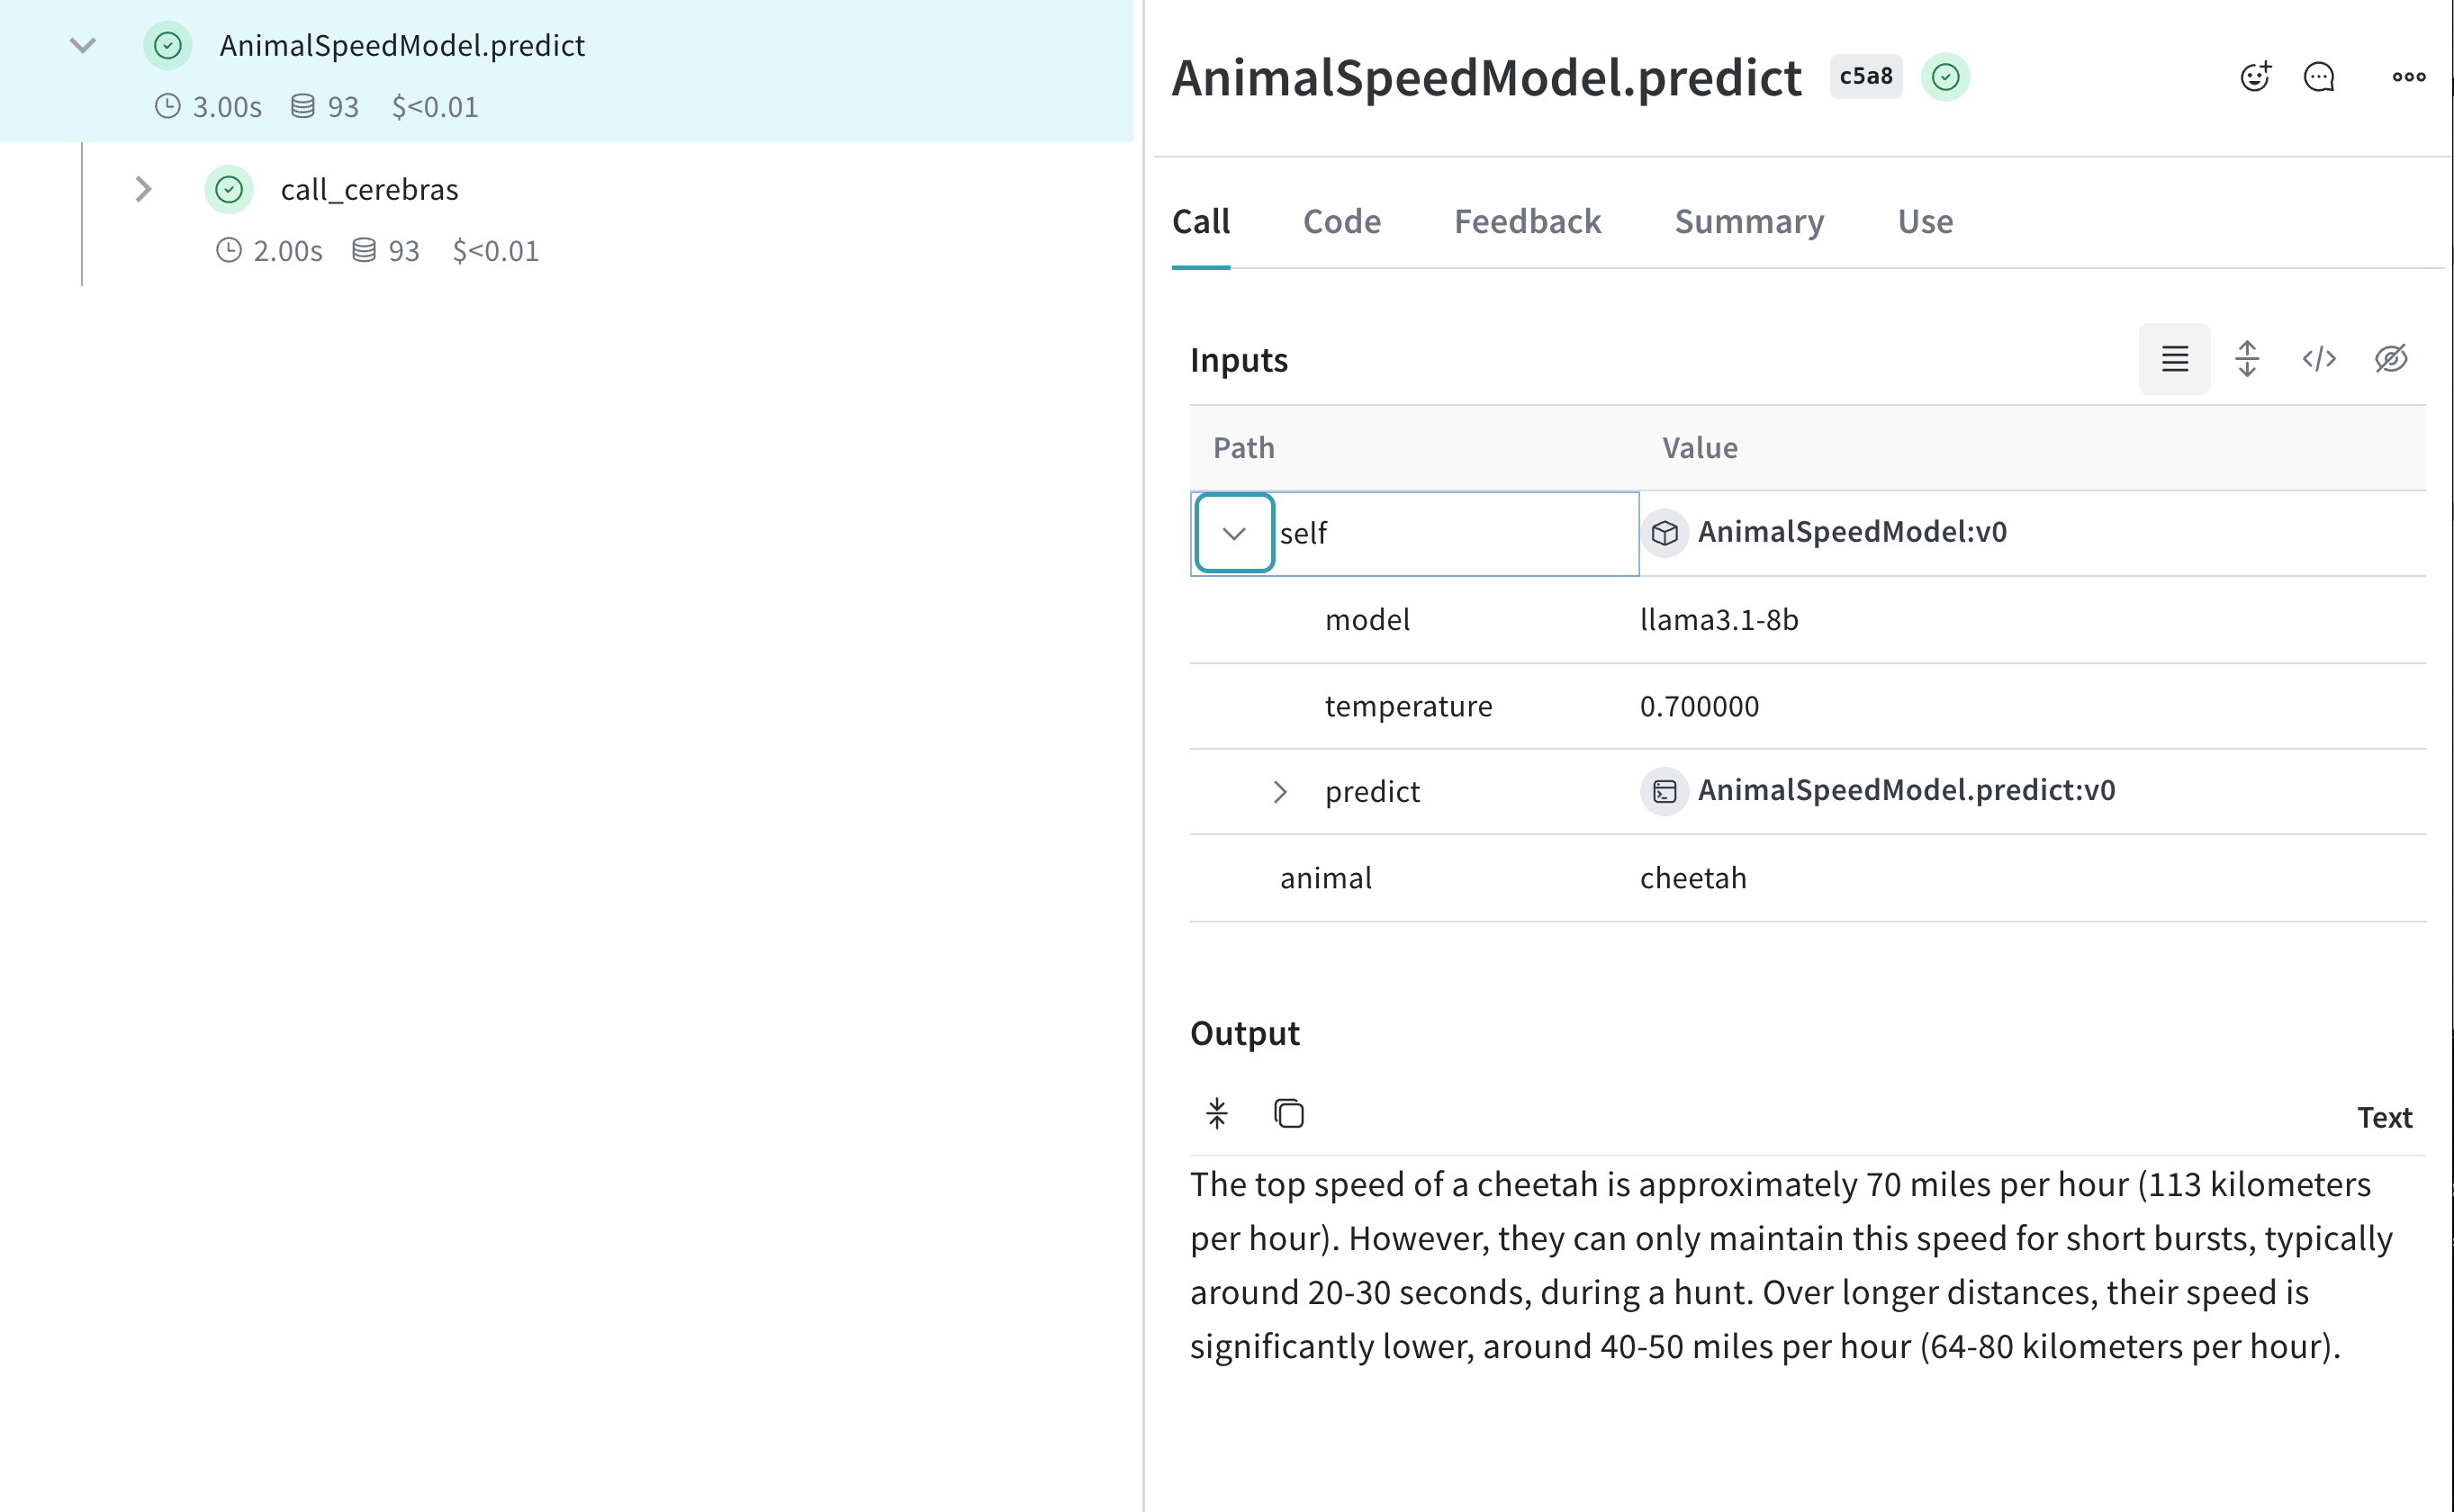 AnimalSpeedModel.predict
3.00s 93 $<0.01
call_cerebras
2.00s 93 $<0.01
AnimalSpeedModel.predict c5a8
Call Code Feedback Summary Use
Inputs
Path Value
self AnimalSpeedModel:v0
model llama3.1-8b
temperature 0.700000
predict AnimalSpeedModel.predict:v0
animal cheetah
Output
Text
The top speed of a cheetah is approximately 70 miles per hour (113 kilometers
per hour). However, they can only maintain this speed for short bursts, typically
around 20-30 seconds, during a hunt. Over longer distances, their speed is
significantly lower, around 40-50 miles per hour (64-80 kilometers per hour).